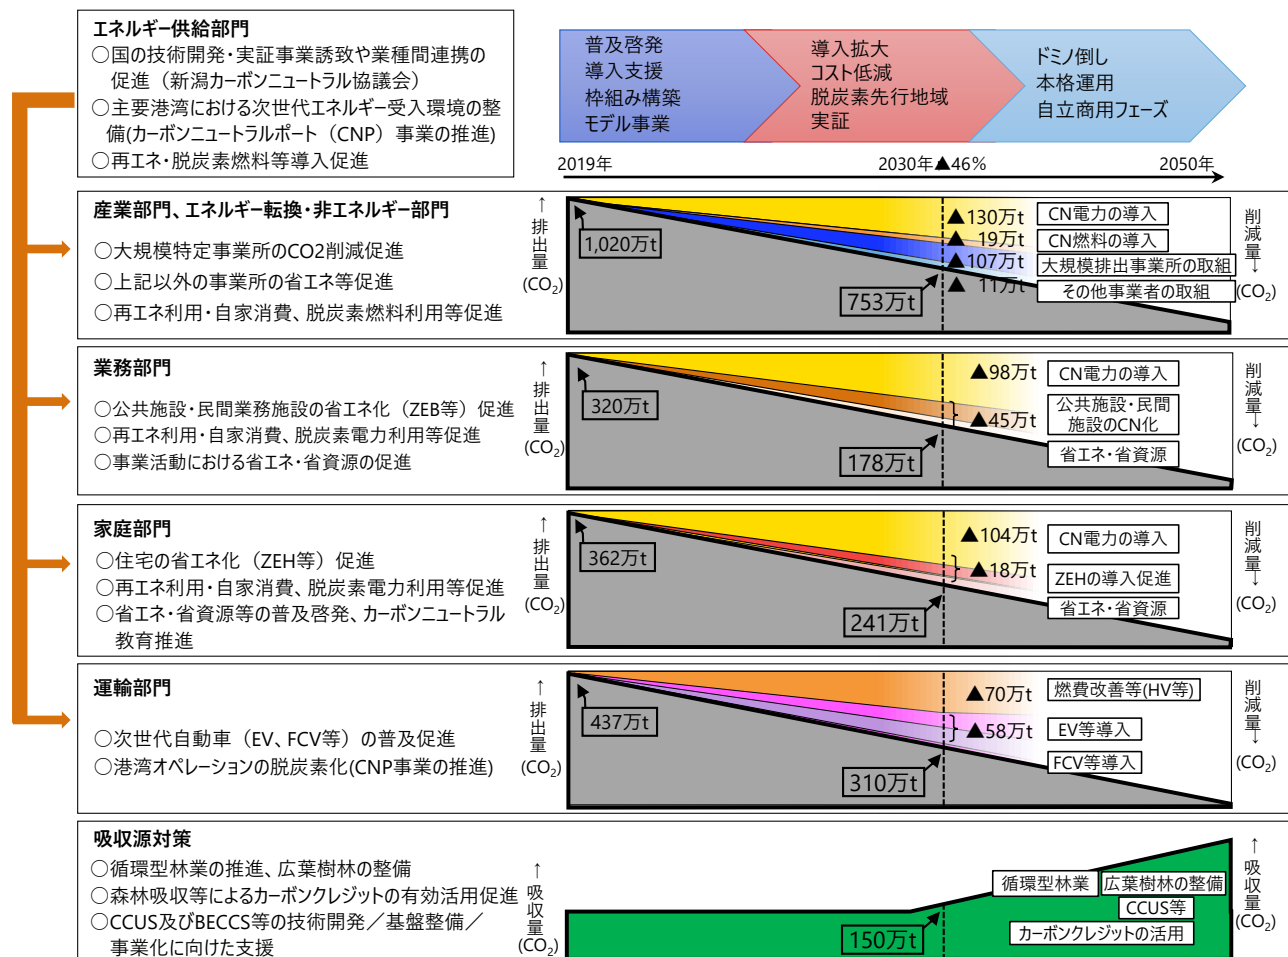 エネルギー供給部門
○国の技術開発・実証事業誘致や業種間連携の
促進（新潟カーボンニュートラル協議会）
○主要港湾における次世代エネルギー受入環境の整
備(カーボンニュートラルポート（CNP）事業の推進)
○再エネ・脱炭素燃料等導入促進
普及啓発
導入支援
枠組み構築
モデル事業
導入拡大
コスト低減
脱炭素先行地域
実証
ドミノ倒し
本格運用
自立商用フェーズ
2019年
2030年▲46%
2050年
産業部門、エネルギー転換・非エネルギー部門
○大規模特定事業所のCO2削減促進
○上記以外の事業所の省エネ等促進
○再エネ利用・自家消費、脱炭素燃料利用等促進
↑排出量
(CO₂)
1,020万t
753万t
▲130万t
▲ 19万t
▲107万t
▲ 11万t
CN電力の導入
CN燃料の導入
大規模排出事業所の取組
その他事業者の取組
削減量→
(CO₂)
業務部門
○公共施設・民間業務施設の省エネ化（ZEB等）促進
○再エネ利用・自家消費、脱炭素電力利用等促進
○事業活動における省エネ・省資源の促進
↑排出量
(CO₂)
320万t
178万t
▲98万t
▲45万t
CN電力の導入
公共施設・民間
施設のCN化
省エネ・省資源
削減量→
(CO₂)
家庭部門
○住宅の省エネ化（ZEH等）促進
○再エネ利用・自家消費、脱炭素電力利用等促進
○省エネ・省資源等の普及啓発、カーボンニュートラル
教育推進
↑排出量
(CO₂)
362万t
241万t
▲104万t
▲18万t
CN電力の導入
ZEHの導入促進
省エネ・省資源
削減量→
(CO₂)
運輸部門
○次世代自動車（EV、FCV等）の普及促進
○港湾オペレーションの脱炭素化(CNP事業の推進)
↑排出量
(CO₂)
437万t
310万t
▲70万t
▲58万t
燃費改善等(HV等)
EV等導入
FCV等導入
削減量→
(CO₂)
吸収源対策
○循環型林業の推進、広葉樹林の整備
○森林吸収等によるカーボンクレジットの有効活用促進
○CCUS及びBECCS等の技術開発／基盤整備／
事業化に向けた支援
↑吸収量
(CO₂)
150万t
循環型林業
広葉樹林の整備
CCUS等
カーボンクレジットの活用
↑吸収量
(CO₂)